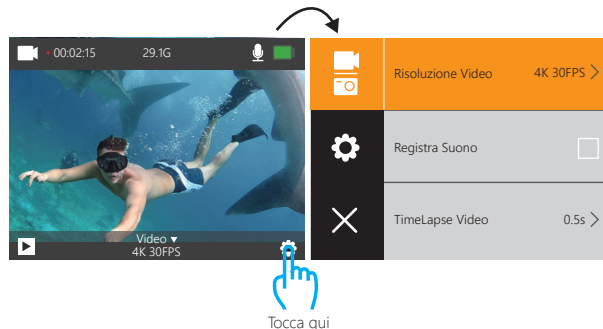 00:02:15 29.1G
Video ▾
4K 30FPS
Tocca qui
Risoluzione Video 4K 30FPS >
Registra Suono
TimeLapse Video 0.5s >